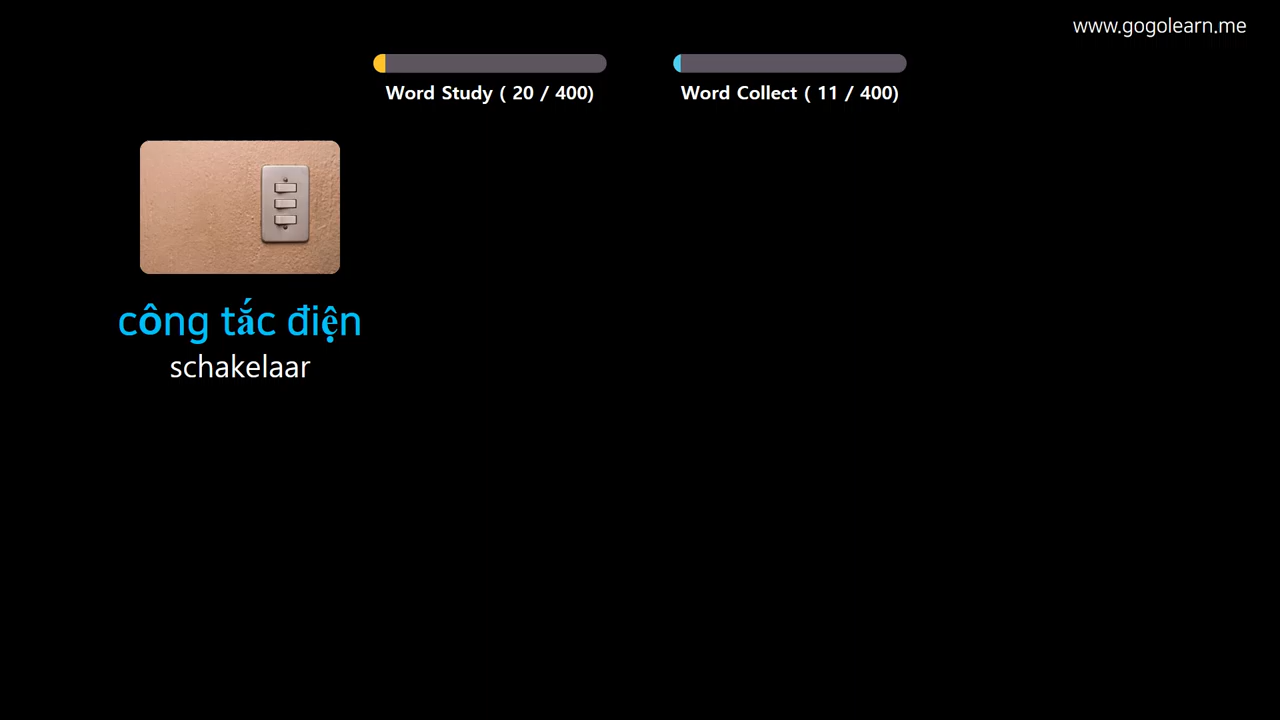 www.gogolearn.me
Word Study ( 20 / 400)
Word Collect ( 11 / 400)
công tắc điện
schakelaar